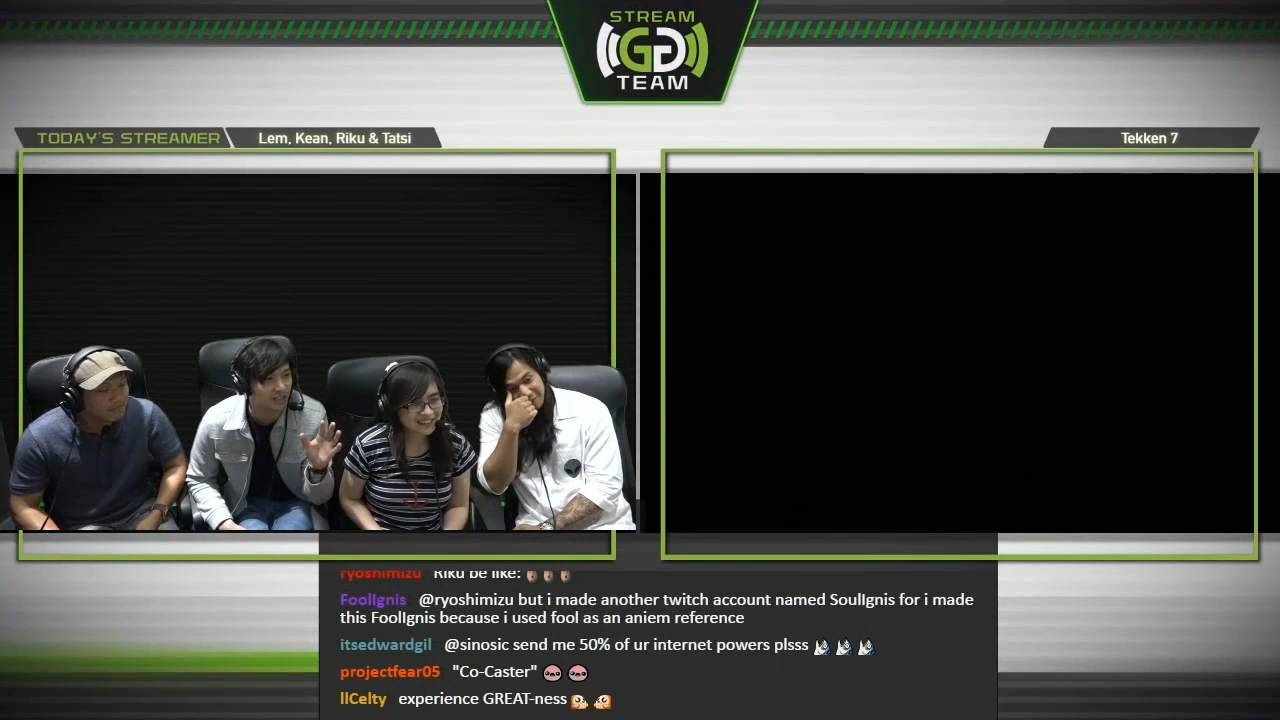 STREAM
GG
TEAM
TODAY'S STREAMER
Lem, Kean, Riku & Tatsi
Tekken 7
ryoshimizu Riku be like:
FoolIgnis @ryoshimizu but i made another twitch account named SoulIgnis for i made
this FoolIgnis because i used fool as an aniem reference
itsedwardgil @sinosic send me 50% of ur internet powers plsss
projectfear05 "Co-Caster"
llCelty experience GREAT-ness